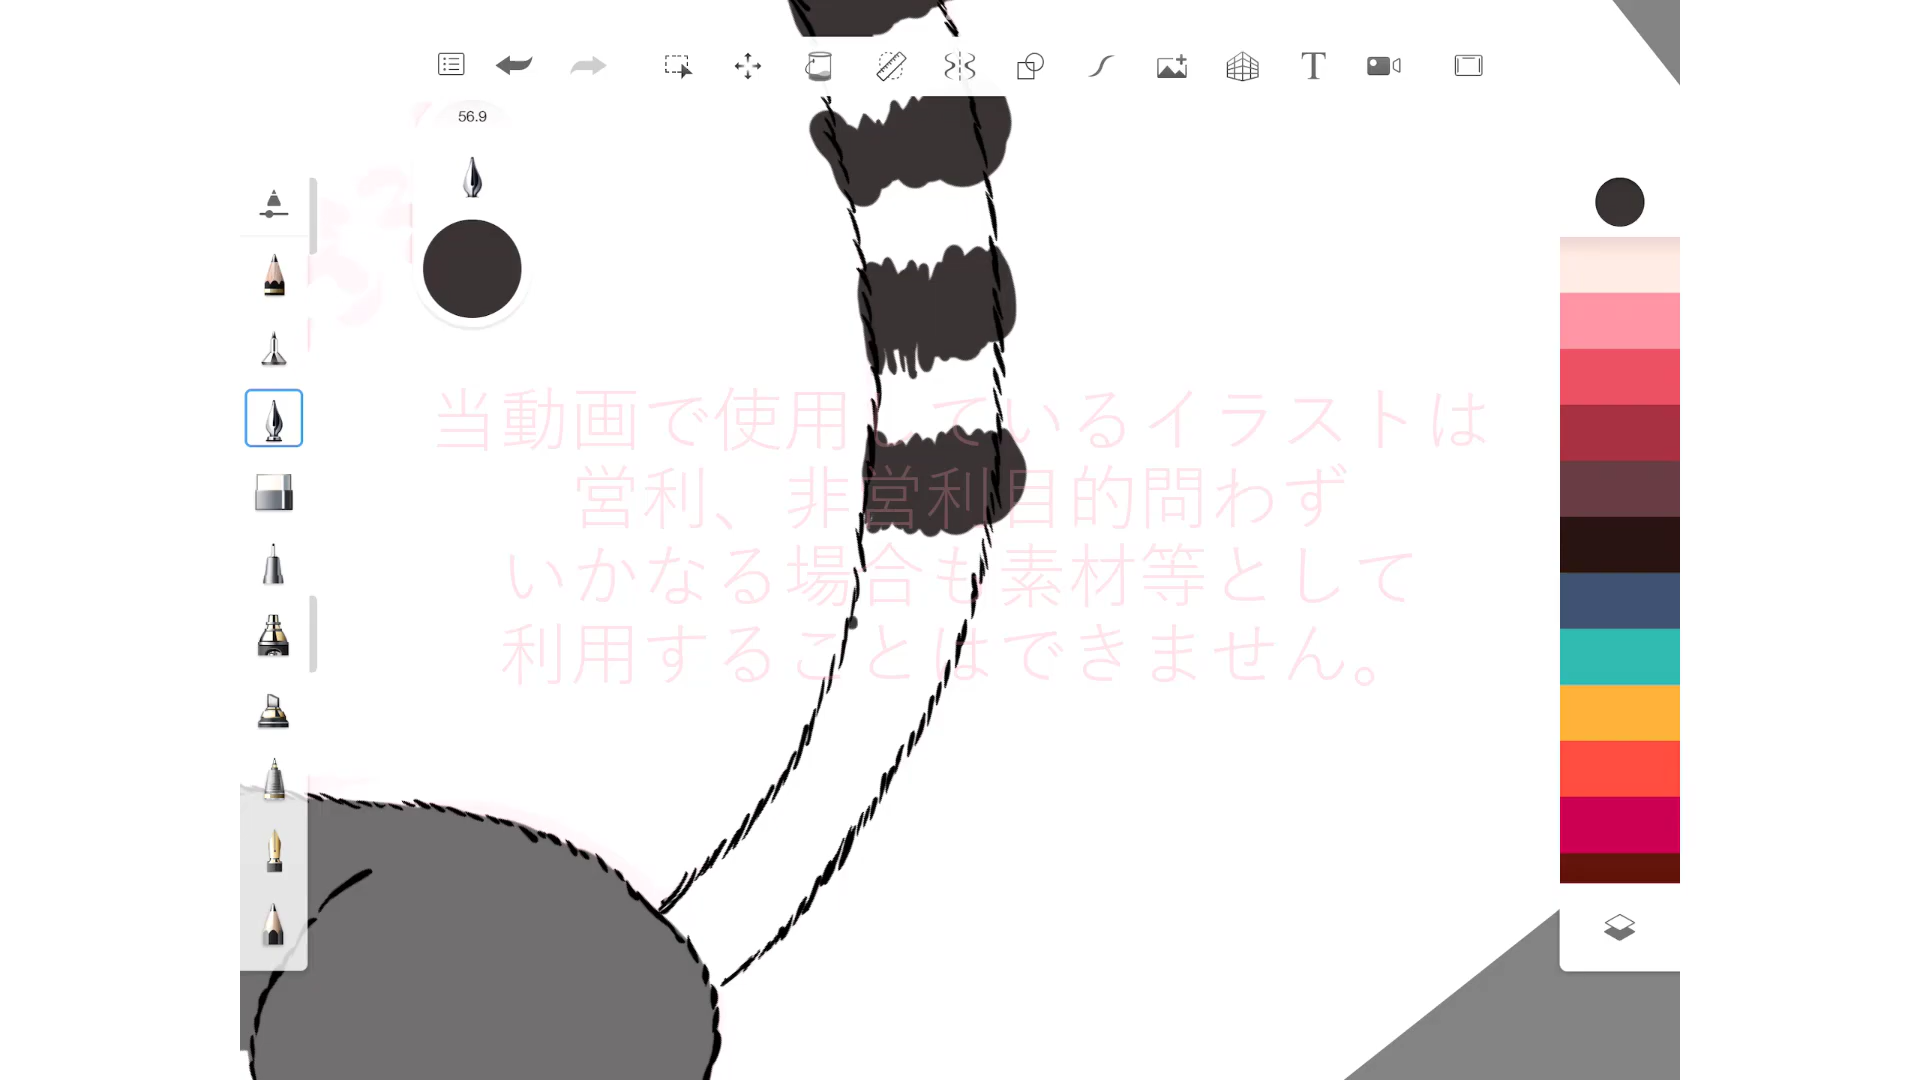 56.9
当動画で使用しているイラストは
営利、非営利目的問わず
いかなる場合も素材等として
利用することはできません。